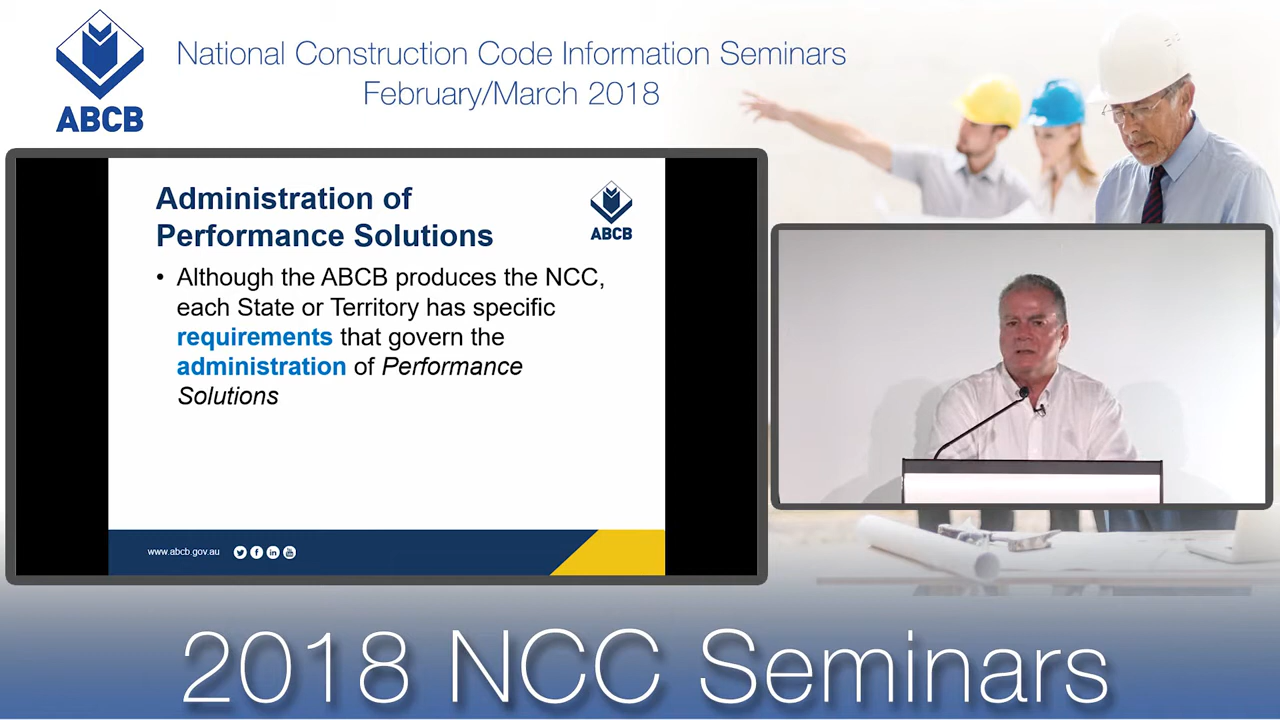 ABCB
National Construction Code Information Seminars
February/March 2018
Administration of
Performance Solutions
ABCB
• Although the ABCB produces the NCC,
each State or Territory has specific
requirements that govern the
administration of Performance
Solutions
www.abcb.gov.au
2018 NCC Seminars